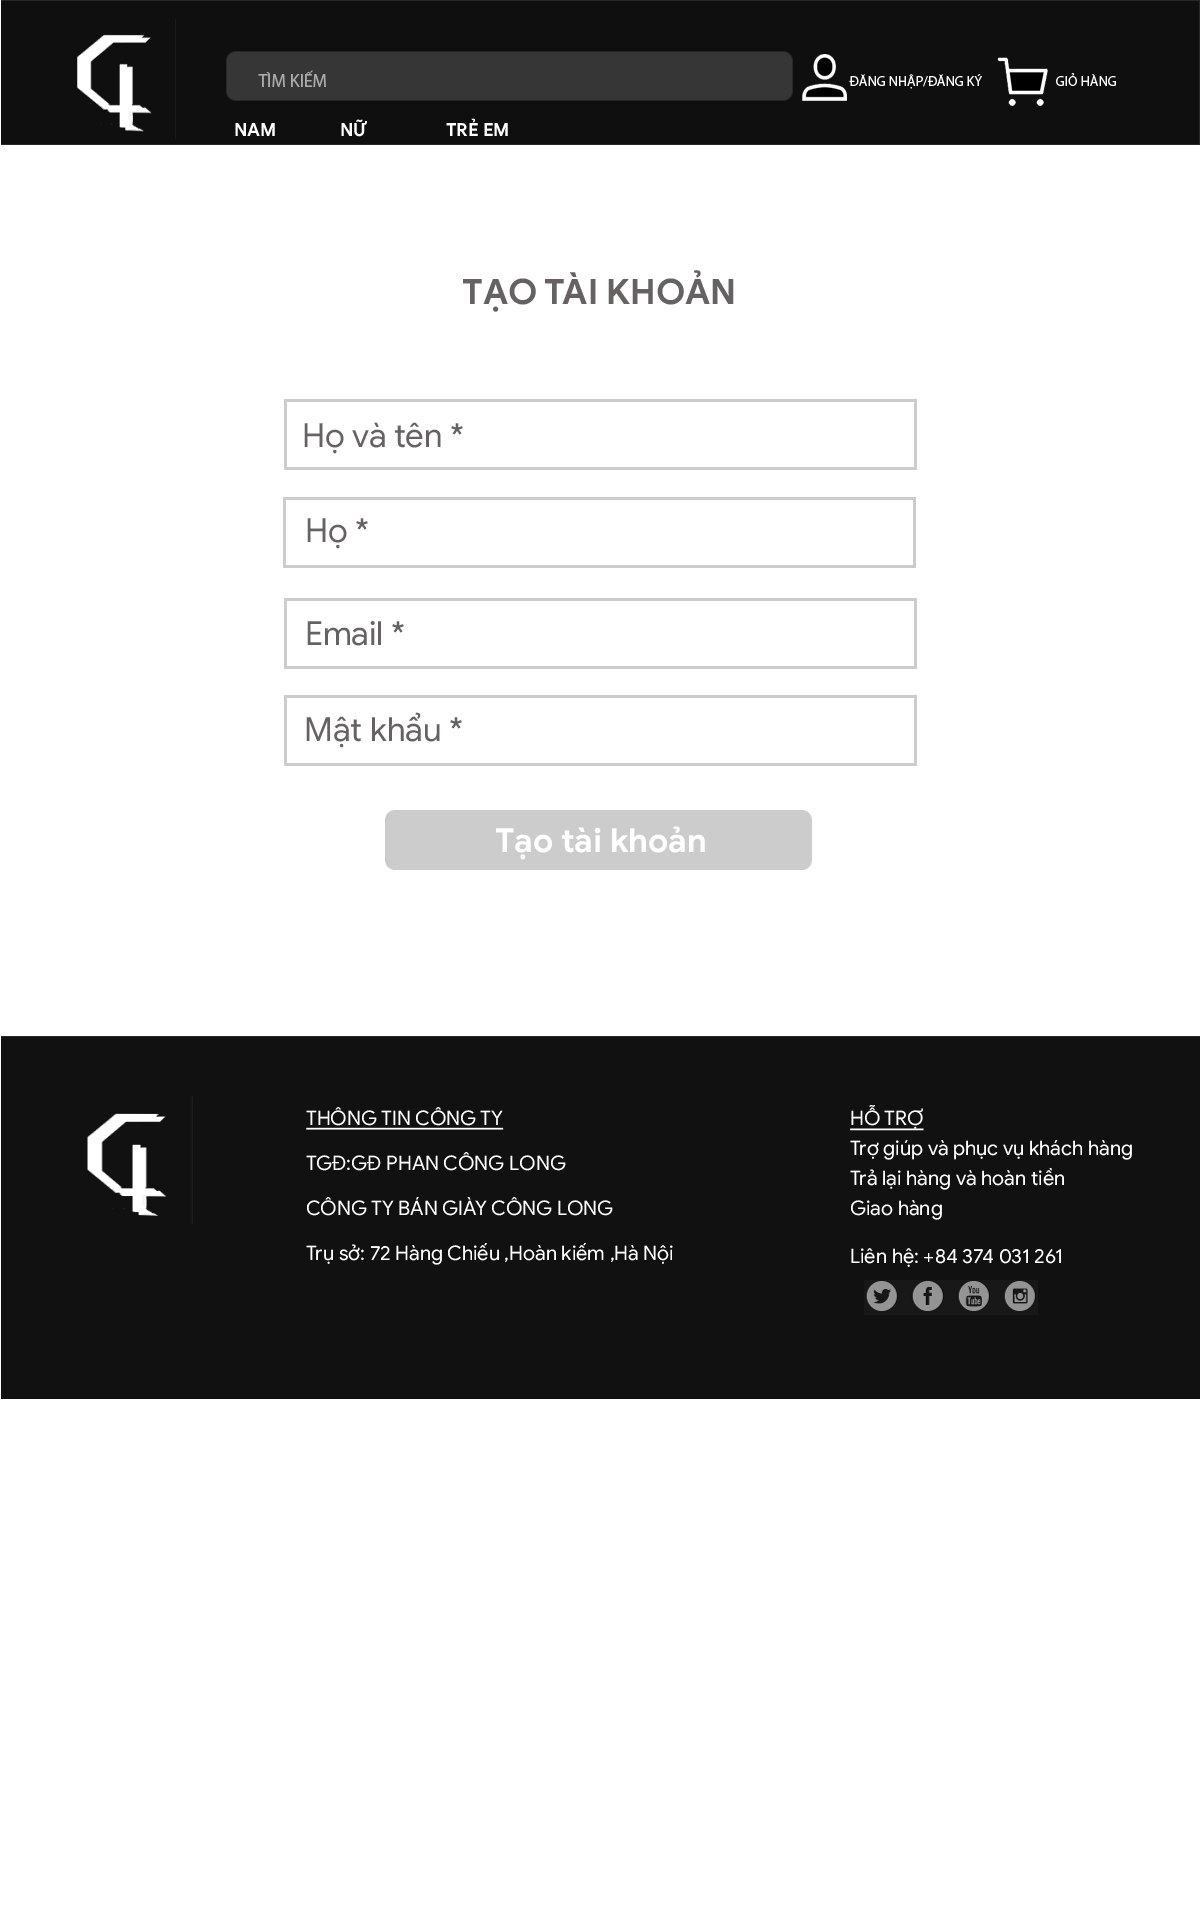 TÌM KIẾM
ĐĂNG NHẬP/ĐĂNG KÝ
GIỎ HÀNG
NAM
NỮ
TRẺ EM
TẠO TÀI KHOẢN
Họ và tên *
Họ *
Email *
Mật khẩu *
Tạo tài khoản
THÔNG TIN CÔNG TY
TGĐ:GĐ PHAN CÔNG LONG
CÔNG TY BÁN GIÀY CÔNG LONG
Trụ sở: 72 Hàng Chiếu ,Hoàn kiếm ,Hà Nội
HỖ TRỢ
Trợ giúp và phục vụ khách hàng
Trả lại hàng và hoàn tiền
Giao hàng
Liên hệ: +84 374 031 261
You
Tube